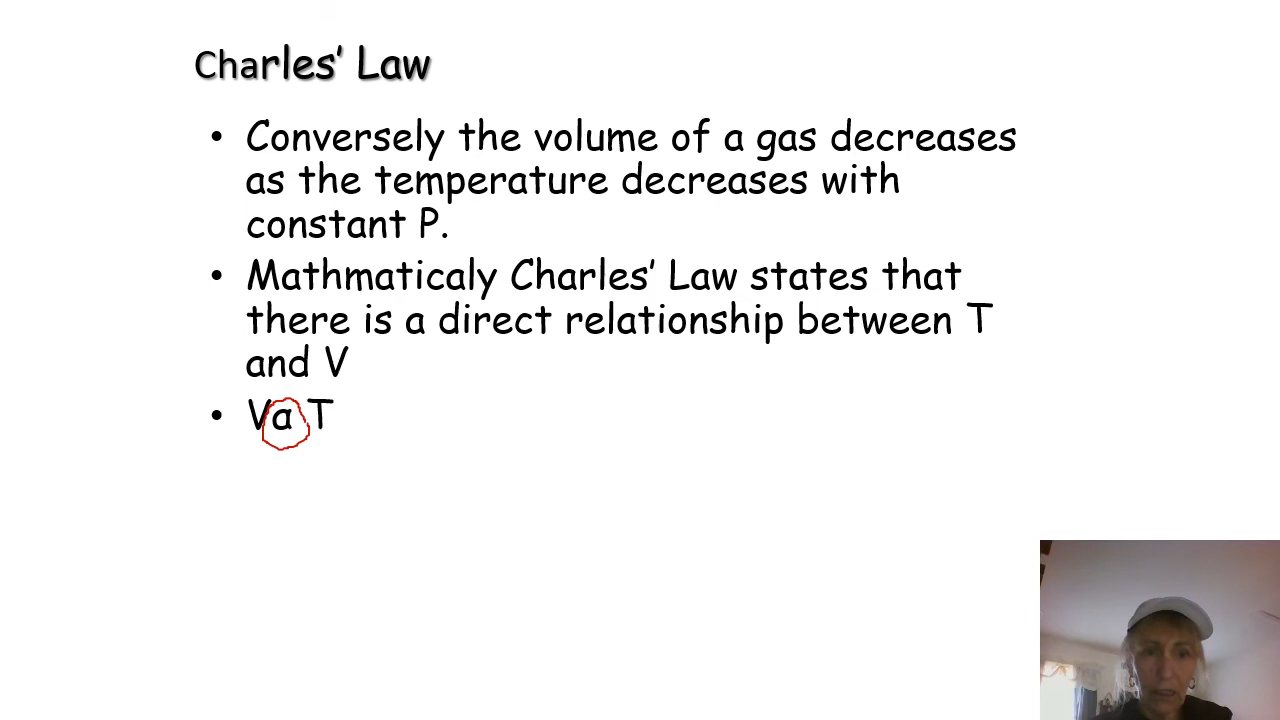 Charles’ Law
• Conversely the volume of a gas decreases
as the temperature decreases with
constant P.
• Mathmaticaly Charles’ Law states that
there is a direct relationship between T
and V
• Vα T